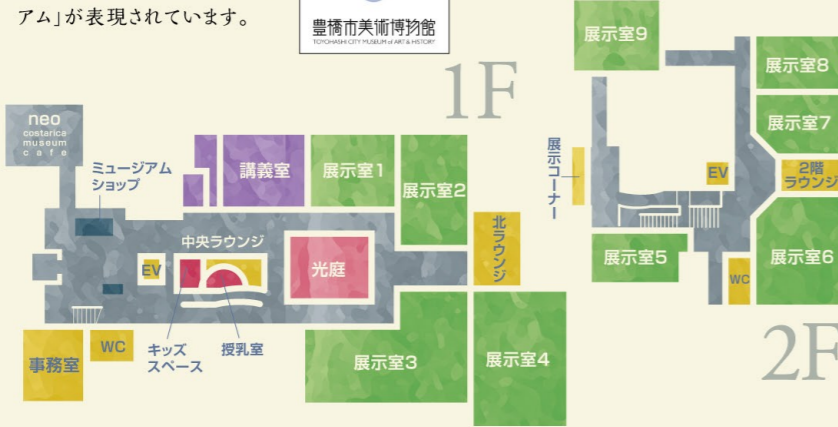 アム」が表現されています。
豊橋市美術博物館
TOYOHASHI CITY MUSEUM of ART & HISTORY
1F
neo
costarica
museum
cafe
ミュージアム
ショップ
講義室
展示室1
展示室2
中央ラウンジ
EV
光庭
北ラウンジ
事務室
WC
キッズ
スペース
授乳室
展示室3
展示室4
展示室9
展示室8
展示室7
展示コーナー
EV
2階
ラウンジ
展示室5
展示室6
WC
2F